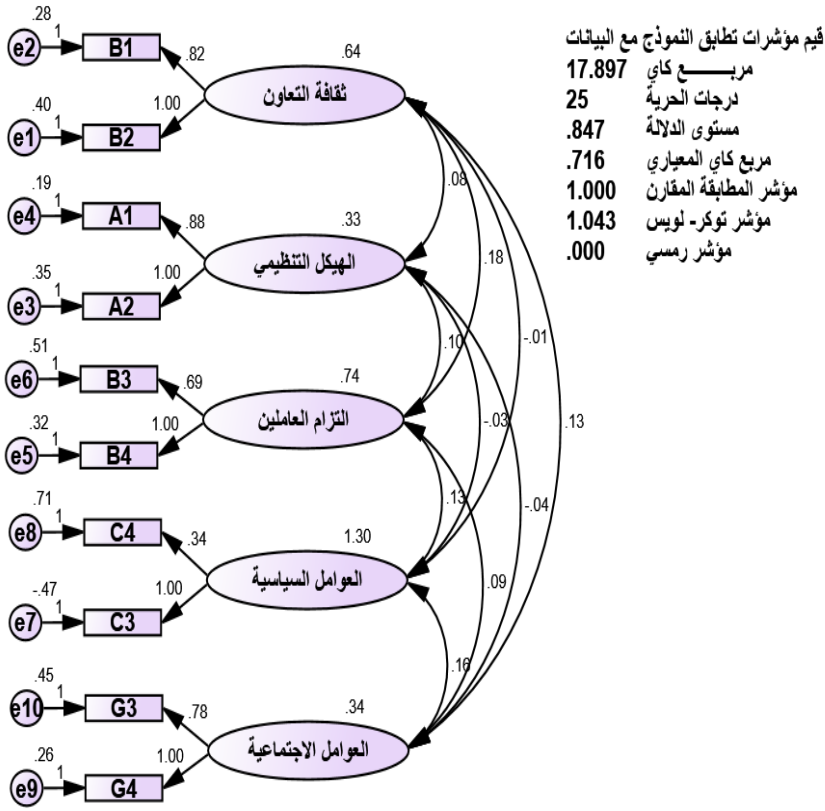 قيم مؤشرات تطابق النموذج مع البيانات
مربـــــع كاي 17.897
درجات الحرية 25
مستوى الدلالة .847
مربع كاي المعياري .716
مؤشر المطابقة المقارن 1.000
مؤشر توكر- لويس 1.043
مؤشر رمسي .000
.28
e2 1 B1 .82
.64
ثقافة التعاون
.40
e1 1 B2 1.00
.19
e4 1 A1 .88
.33
الهيكل التنظيمي
.35
e3 1 A2 1.00
.51
e6 1 B3 .69
.74
التزام العاملين
.32
e5 1 B4 1.00
.71
e8 1 C4 .34
1.30
العوامل السياسية
-.47
e7 1 C3 1.00
.45
e10 1 G3 .78
.34
العوامل الاجتماعية
.26
e9 1 G4 1.00
.08
.18
-.01
.10
-.03
.13
.13
-.04
.09
.16